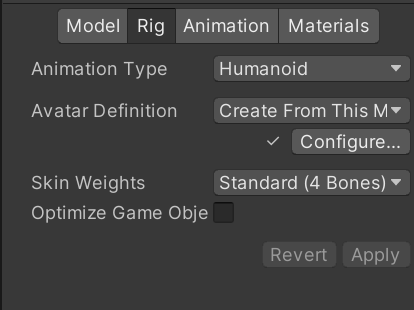 Model Rig Animation Materials
Animation Type Humanoid
Avatar Definition Create From This M
Configure...
Skin Weights Standard (4 Bones)
Optimize Game Obje
Revert Apply